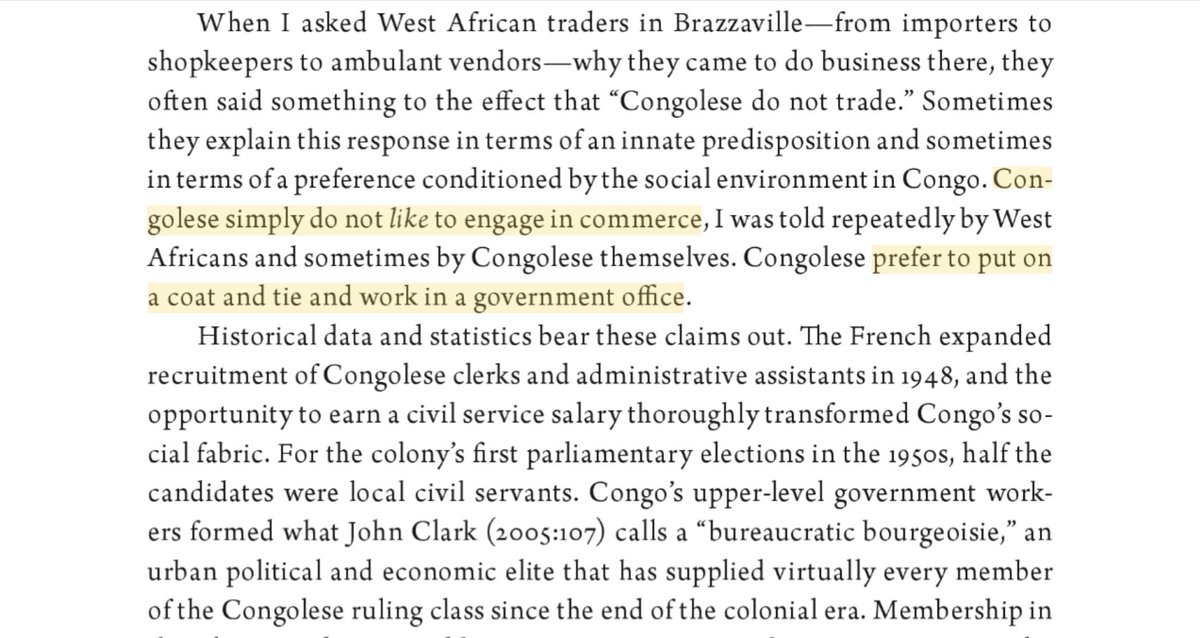 When I asked West African traders in Brazzaville—from importers to
shopkeepers to ambulant vendors—why they came to do business there, they
often said something to the effect that “Congolese do not trade.” Sometimes
they explain this response in terms of an innate predisposition and sometimes
in terms of a preference conditioned by the social environment in Congo. Con-
golese simply do not like to engage in commerce, I was told repeatedly by West
Africans and sometimes by Congolese themselves. Congolese prefer to put on
a coat and tie and work in a government office.
Historical data and statistics bear these claims out. The French expanded
recruitment of Congolese clerks and administrative assistants in 1948, and the
opportunity to earn a civil service salary thoroughly transformed Congo’s so-
cial fabric. For the colony’s first parliamentary elections in the 1950s, half the
candidates were local civil servants. Congo’s upper-level government work-
ers formed what John Clark (2005:107) calls a “bureaucratic bourgeoisie,” an
urban political and economic elite that has supplied virtually every member
of the Congolese ruling class since the end of the colonial era. Membership in